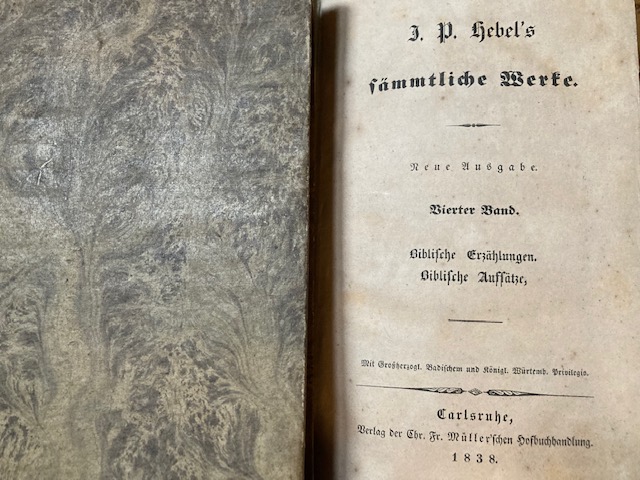 J. P. Hebel's
sämmtliche Werke.
Neue Ausgabe.
Vierter Band.
Biblische Erzählungen.
Biblische Aufsätze,
Mit Großherzogl. Badischem und Königl. Würtemb. Privilegis.
Carlsruhe,
Verlag der Chr. Fr. Müller'schen Hofbuchhandlung.
1838.